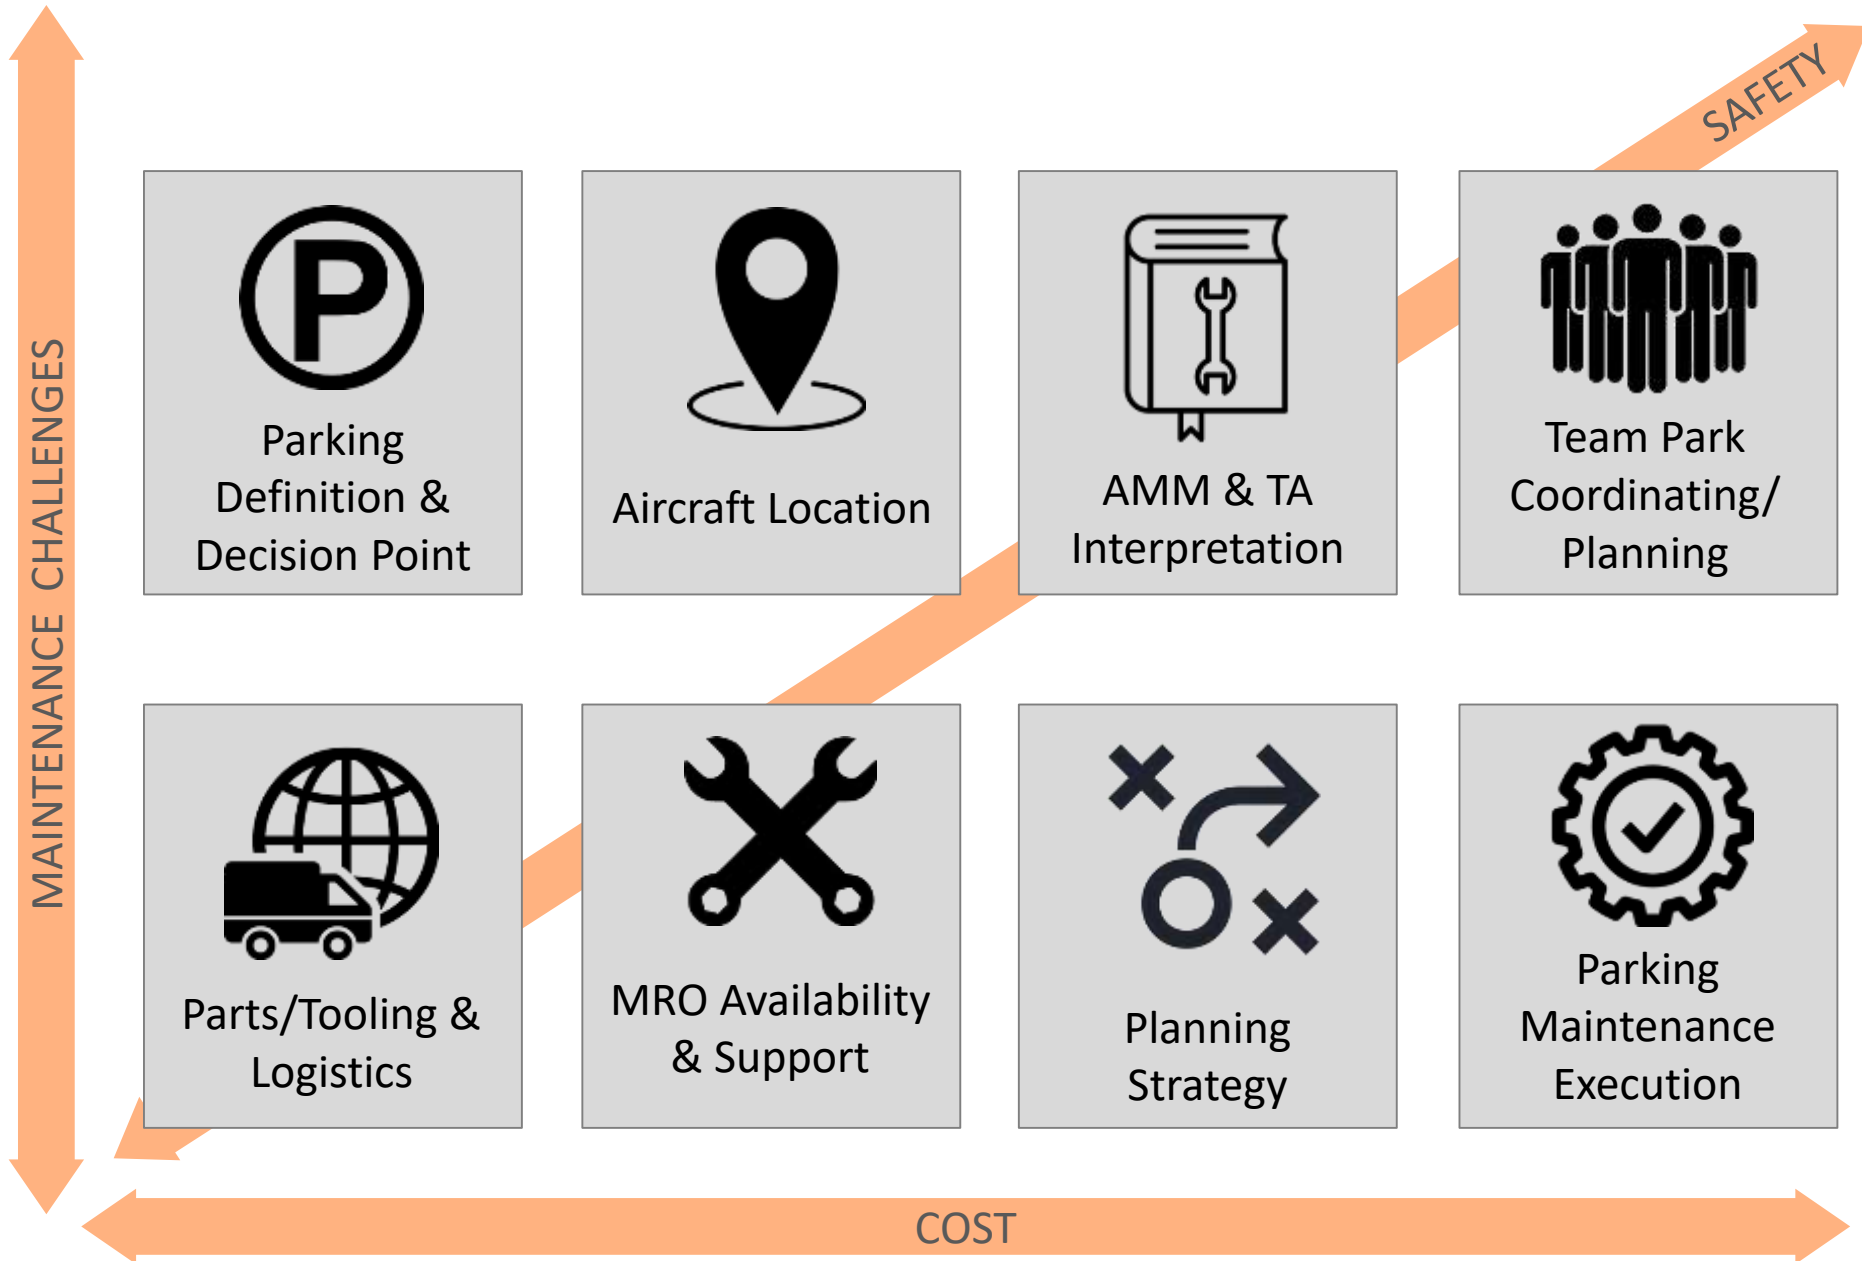 SAFETY
MAINTENANCE CHALLENGES
P
Parking
Definition &
Decision Point
Aircraft Location
AMM & TA
Interpretation
Team Park
Coordinating/
Planning
Parts/Tooling &
Logistics
MRO Availability
& Support
Planning
Strategy
Parking
Maintenance
Execution
COST